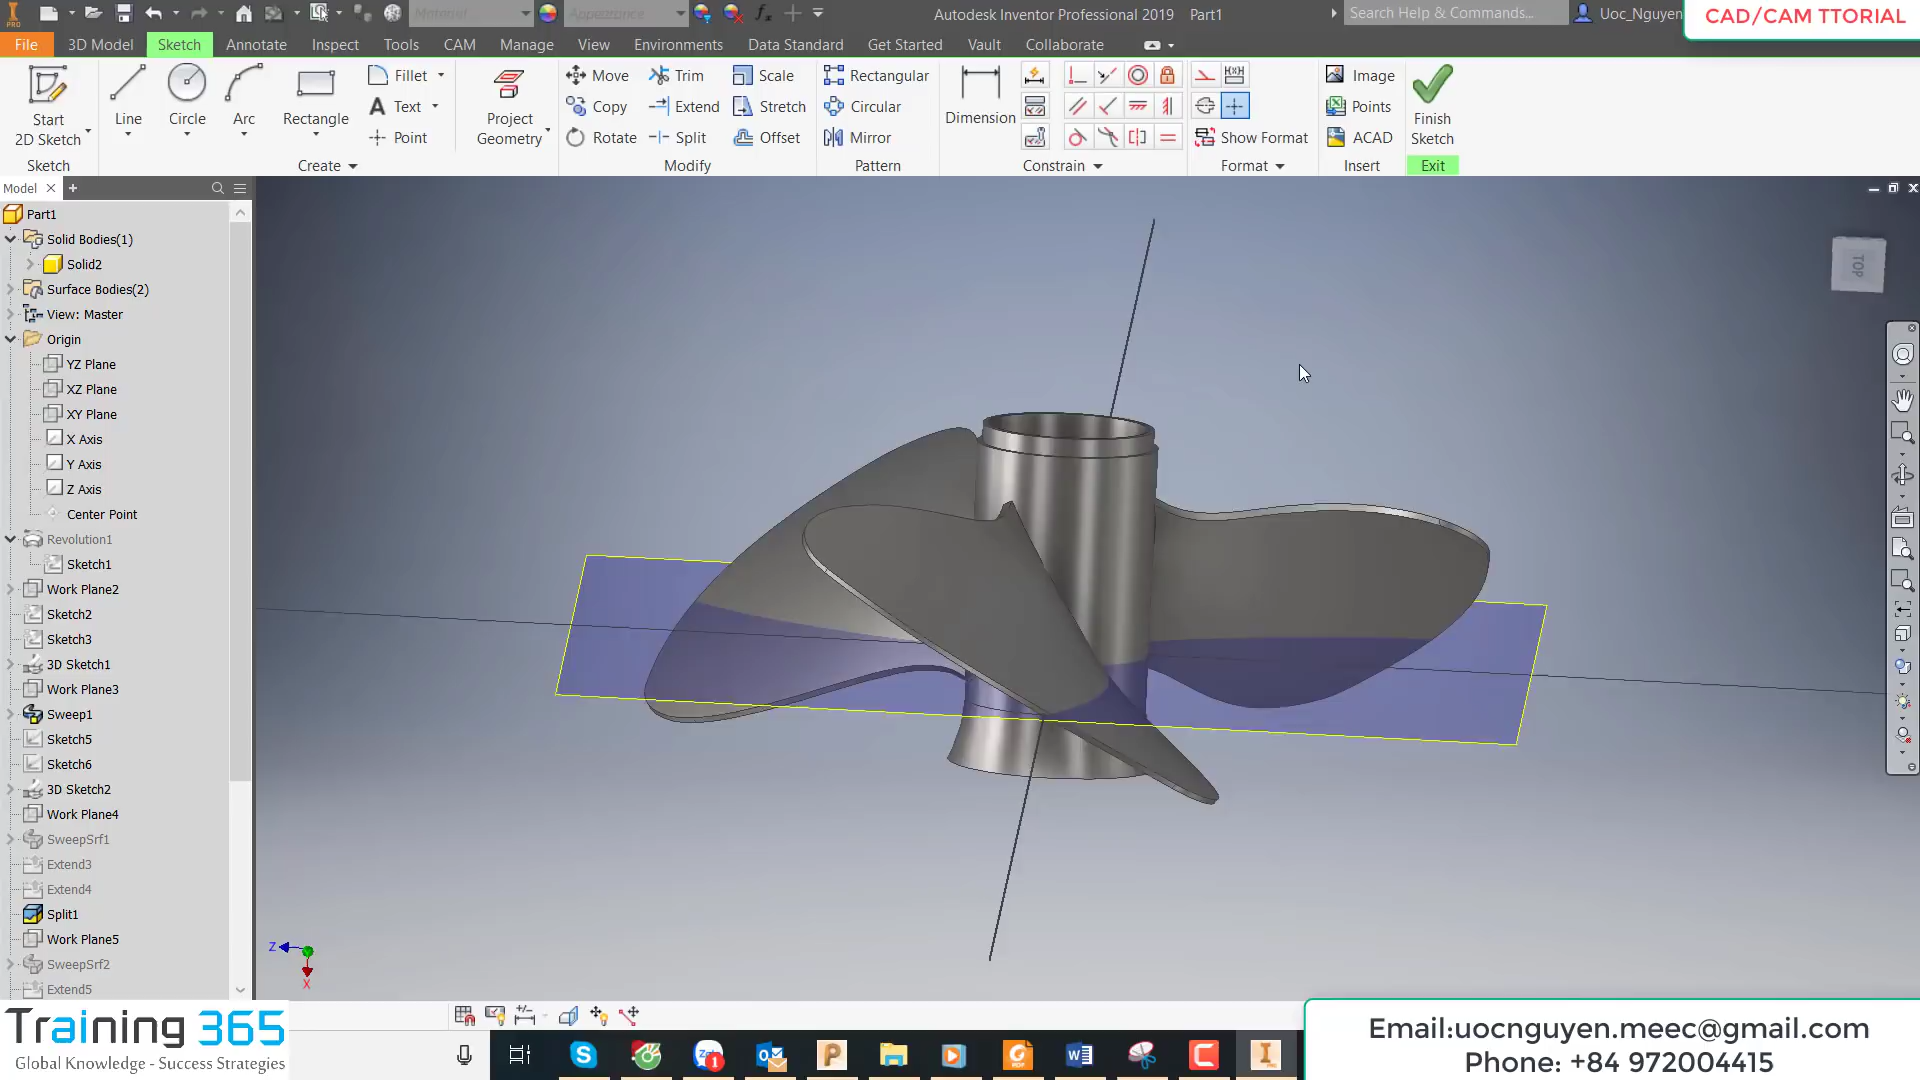 PRO
Material
Appearance
fx
Autodesk Inventor Professional 2019 Part1
Search Help & Commands...
Uoc_Nguyen
CAD/CAM TTORIAL
File 3D Model Sketch Annotate Inspect Tools CAM Manage View Environments Data Standard Get Started Vault Collaborate
Start
2D Sketch
Line
Circle
Arc
Rectangle
Fillet
Text
Point
Project
Geometry
Move
Trim
Scale
Copy
Extend
Stretch
Rotate
Split
Offset
Rectangular
Circular
Mirror
Dimension
Show Format
Image
Points
ACAD
Finish
Sketch
Sketch Create Modify Pattern Constrain Format Insert Exit
Model
Part1
Solid Bodies(1)
Solid2
Surface Bodies(2)
View: Master
Origin
YZ Plane
XZ Plane
XY Plane
X Axis
Y Axis
Z Axis
Center Point
Revolution1
Sketch1
Work Plane2
Sketch2
Sketch3
3D Sketch1
Work Plane3
Sweep1
Sketch5
Sketch6
3D Sketch2
Work Plane4
SweepSrf1
Extend3
Extend4
Split1
Work Plane5
SweepSrf2
Extend5
TOP
Z
X
Training 365
Global Knowledge - Success Strategies
Email:uocnguyen.meec@gmail.com
Phone: +84 972004415